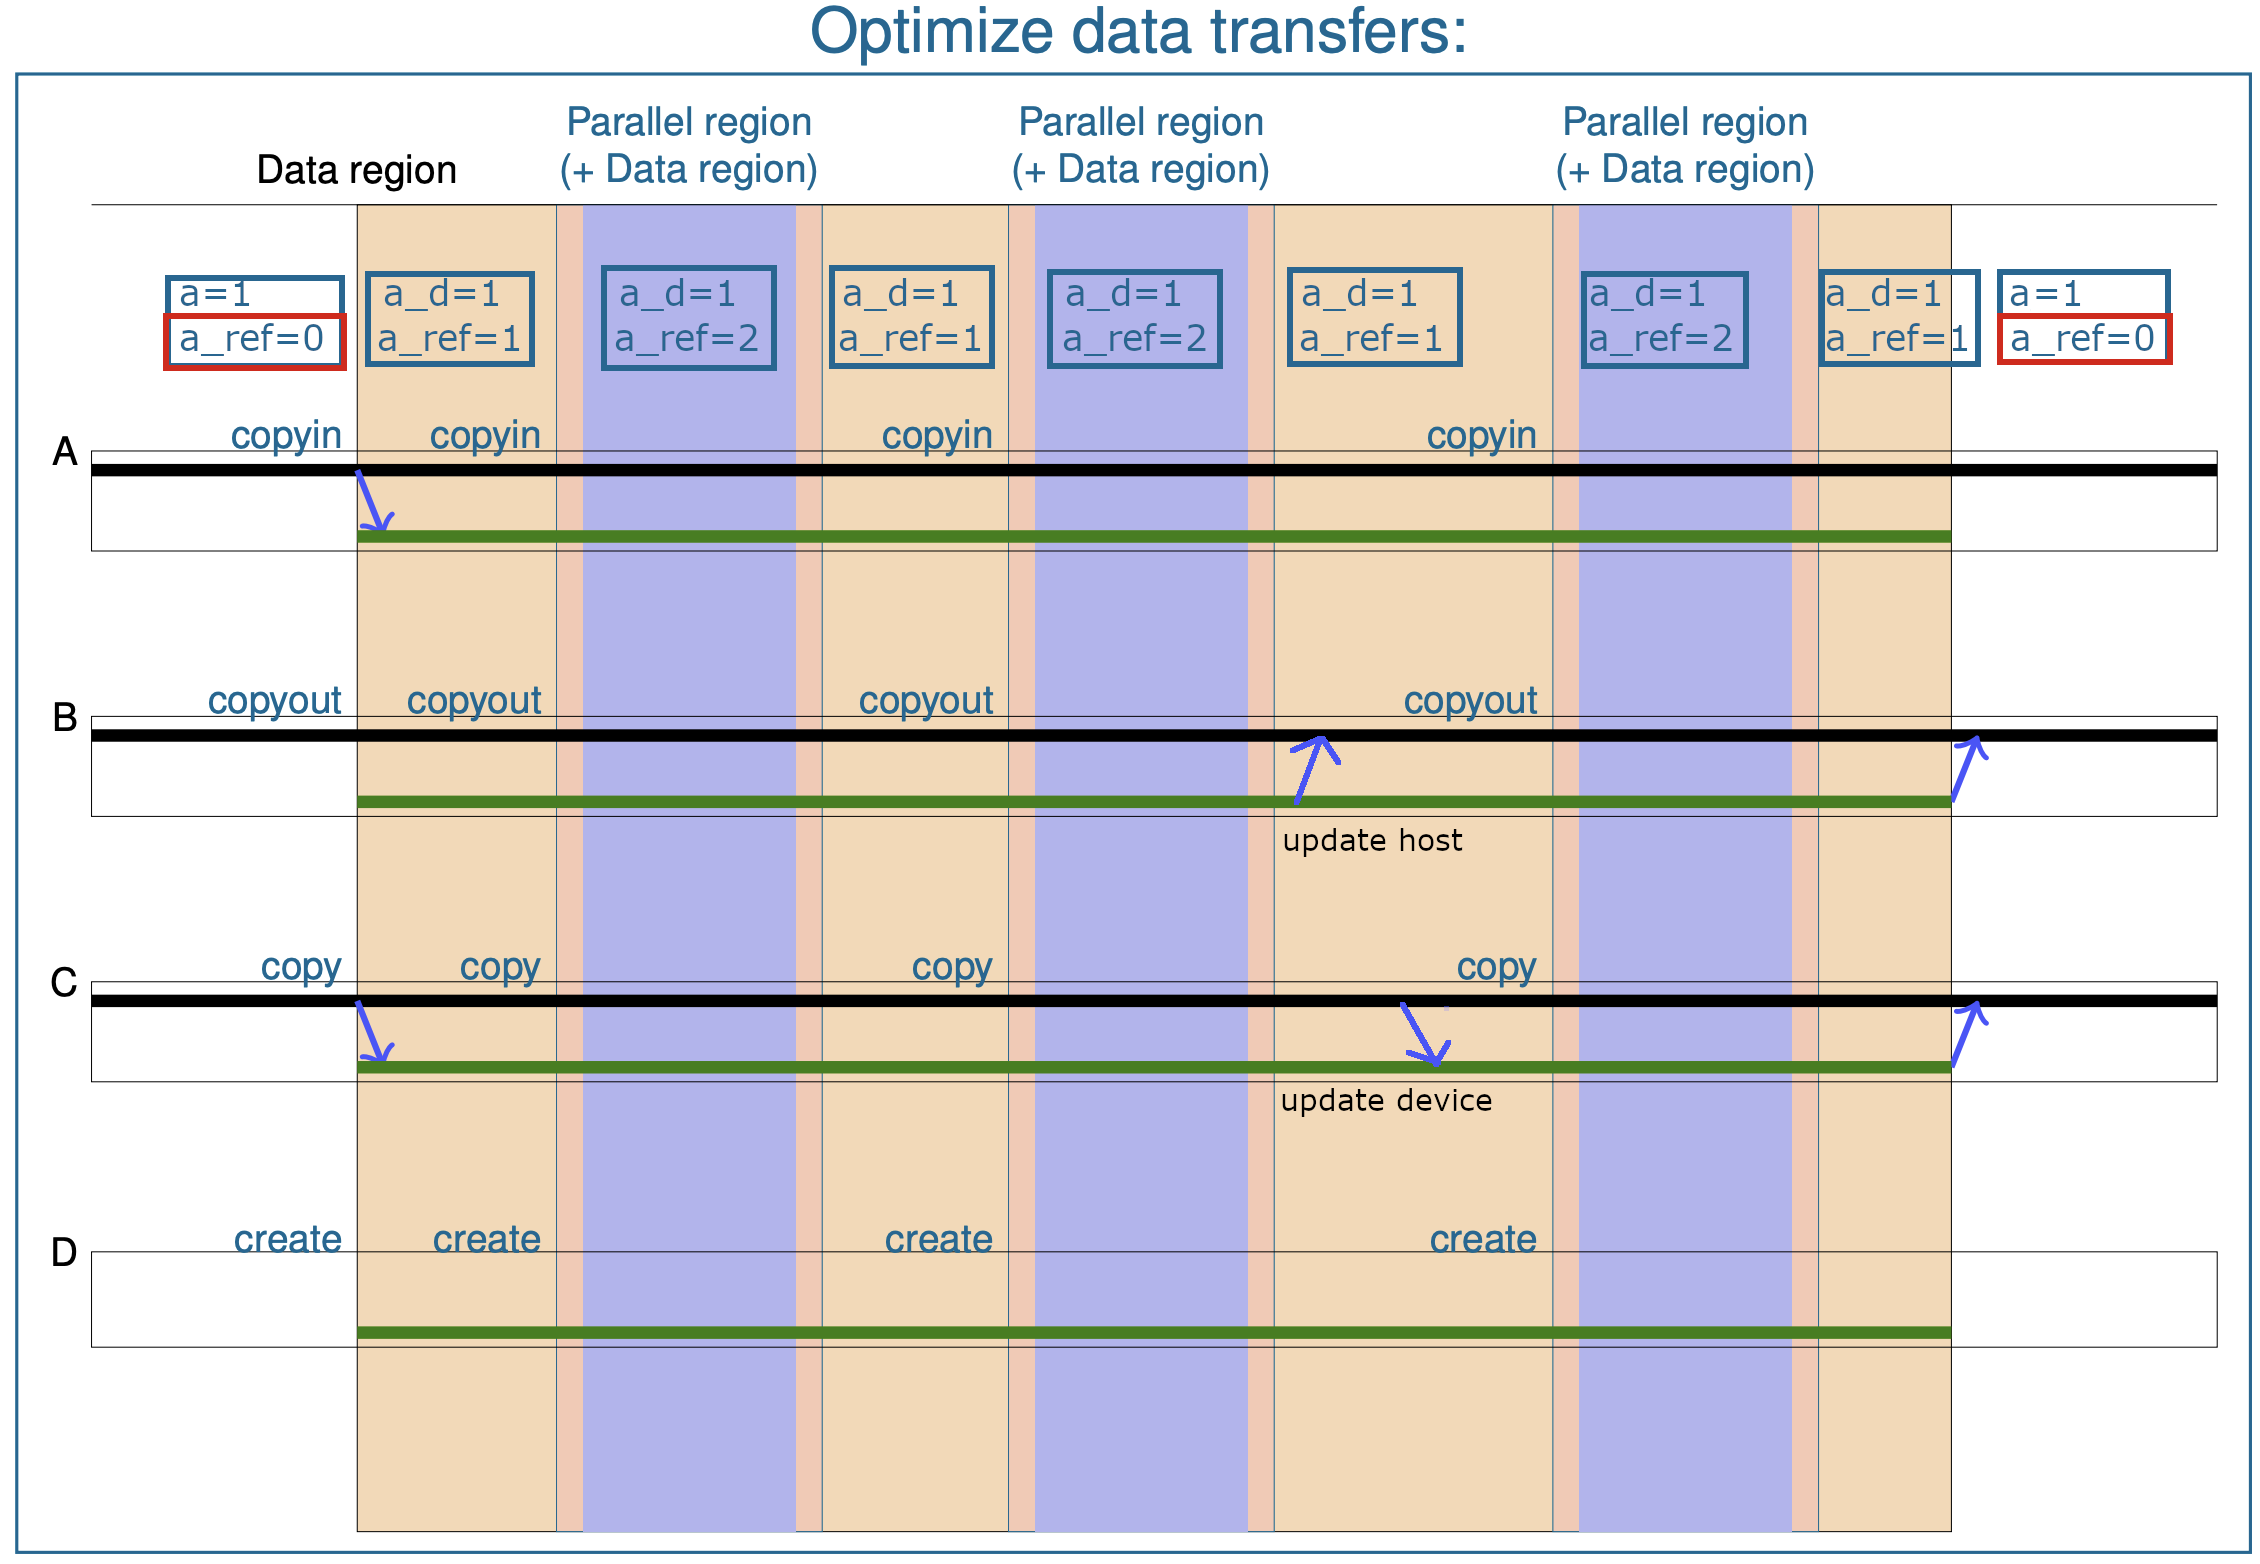 Optimize data transfers:
Parallel region Parallel region Parallel region
Data region (+ Data region) (+ Data region) (+ Data region)
a=1 a_d=1 a_d=1 a_d=1 a_d=1 a_d=1 a_d=1 a_d=1 a=1
a_ref=0 a_ref=1 a_ref=2 a_ref=1 a_ref=2 a_ref=1 a_ref=2 a_ref=1 a_ref=0
A copyin copyin copyin copyin
B copyout copyout copyout copyout
update host
C copy copy copy copy
update device
D create create create create